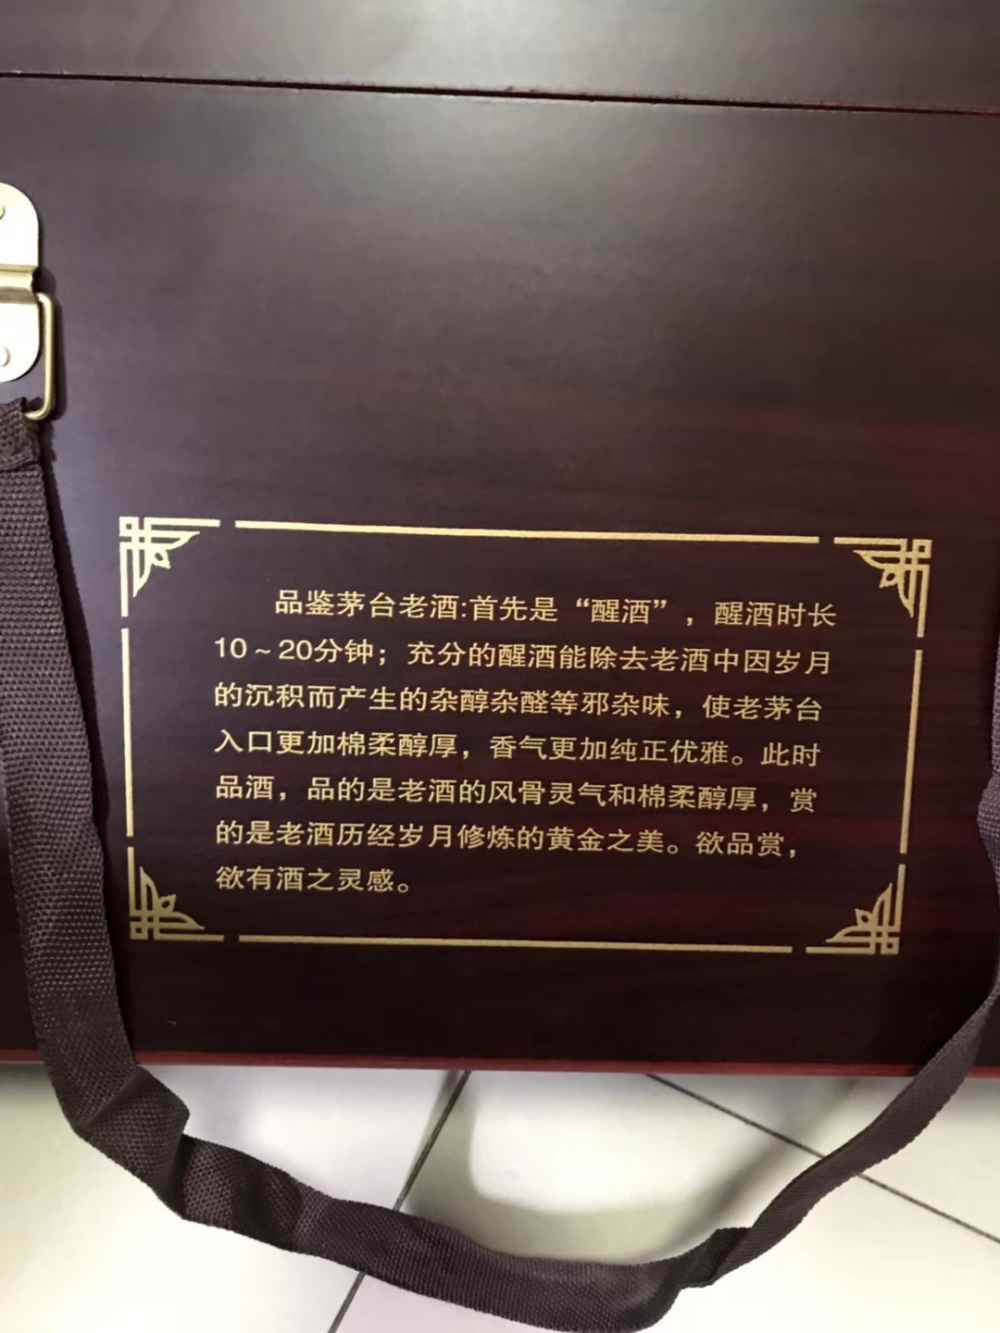 品鉴茅台老酒:首先是“醒酒”，醒酒时长
10～20分钟；充分的醒酒能除去老酒中因岁月
的沉积而产生的杂醇杂醛等邪杂味，使老茅台
入口更加棉柔醇厚，香气更加纯正优雅。此时
品酒，品的是老酒的风骨灵气和棉柔醇厚，赏
的是老酒历经岁月修炼的黄金之美。欲品赏，
欲有酒之灵感。